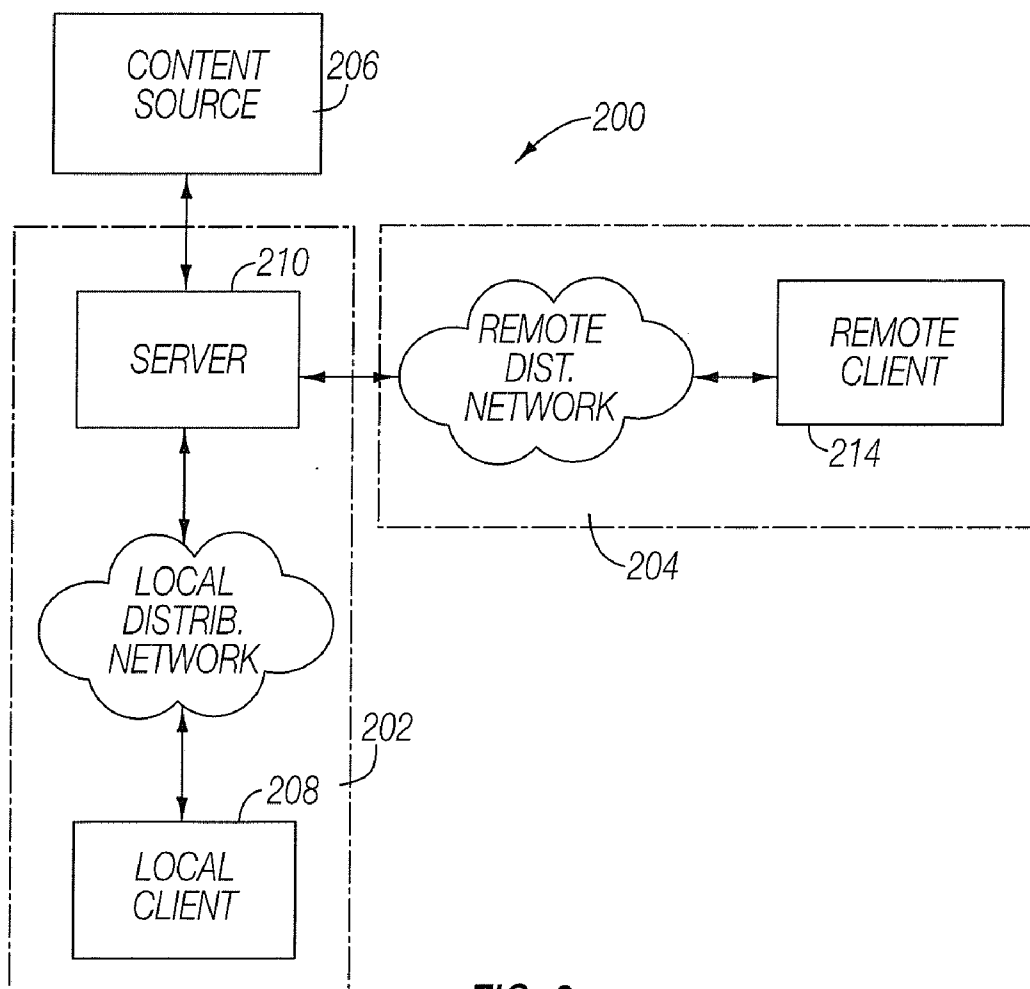 CONTENT
SOURCE
206
200
210
SERVER
REMOTE
DIST.
NETWORK
REMOTE
CLIENT
214
204
LOCAL
DISTRIB.
NETWORK
202
208
LOCAL
CLIENT